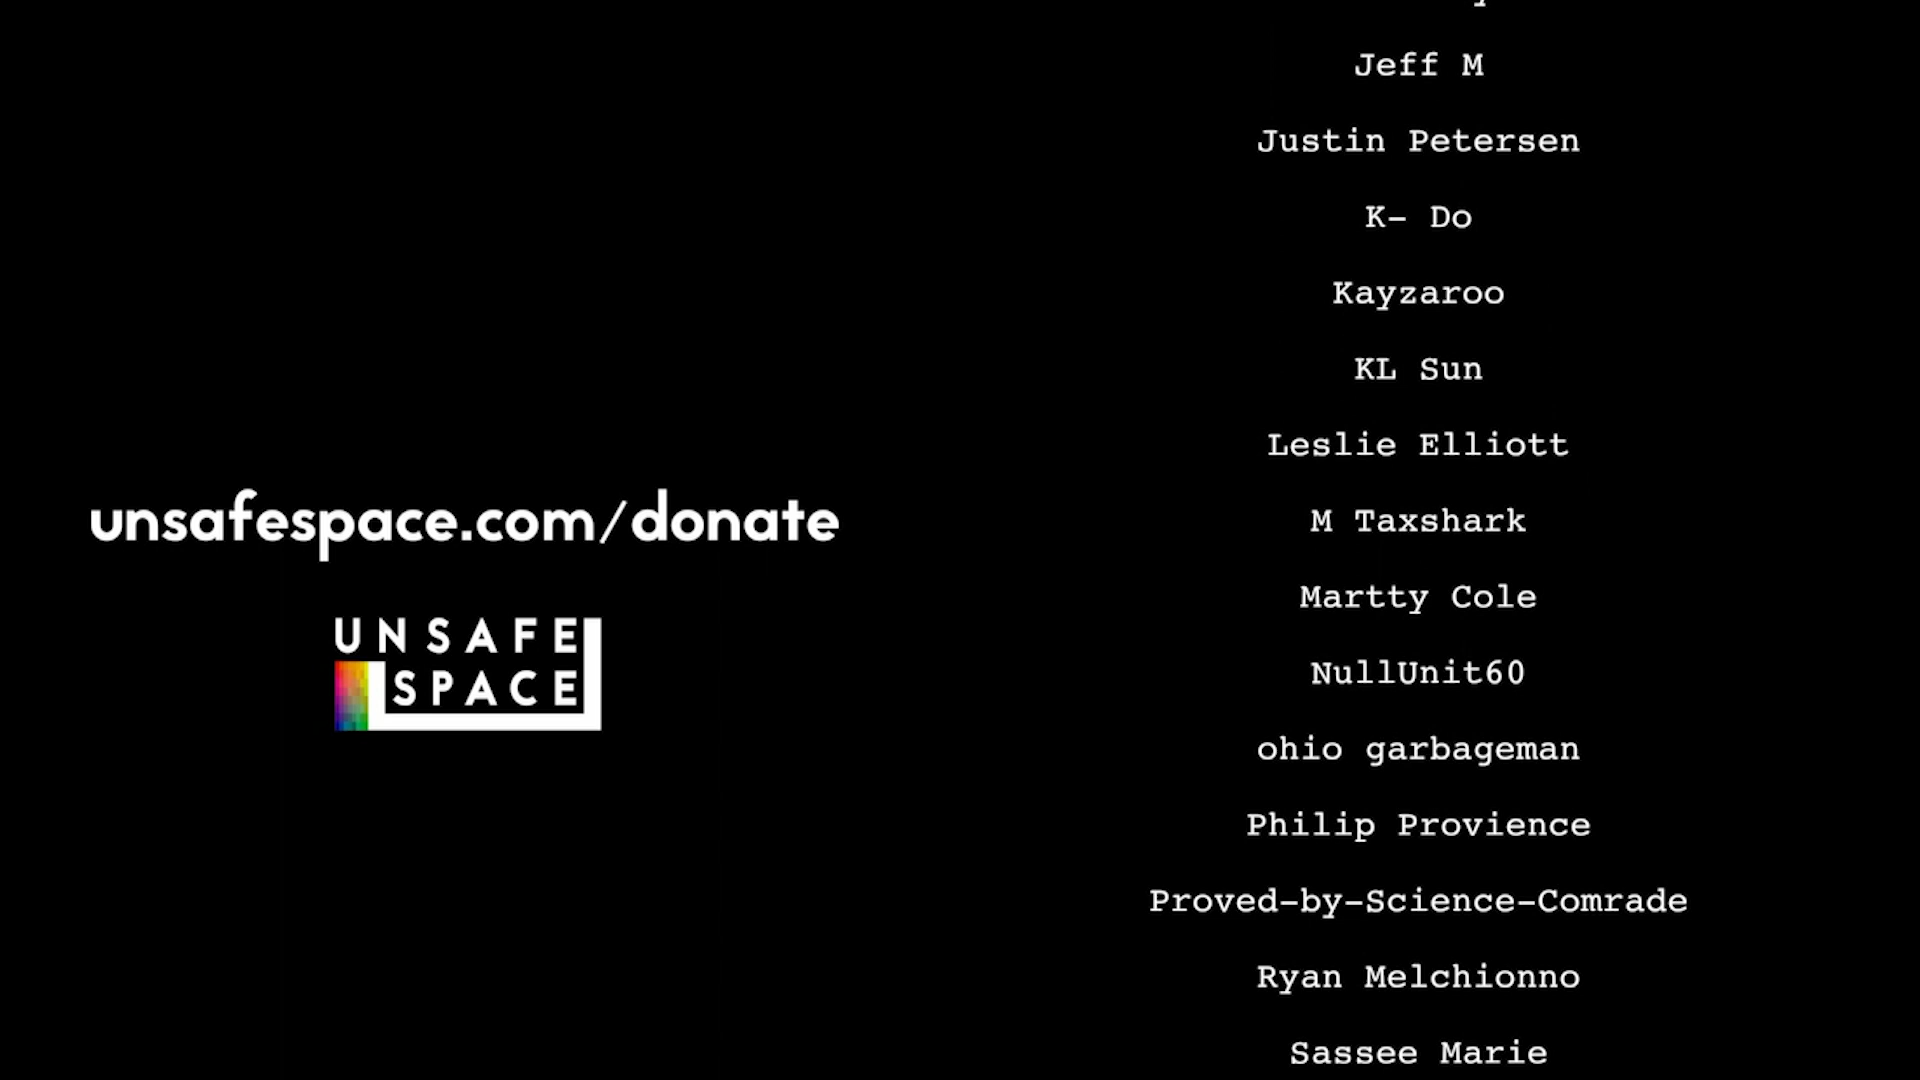 unsafespace.com/donate
UNSAFE
SPACE
Jeff M
Justin Petersen
K- Do
Kayzaroo
KL Sun
Leslie Elliott
M Taxshark
Martty Cole
NullUnit60
ohio garbageman
Philip Provience
Proved-by-Science-Comrade
Ryan Melchionno
Sassee Marie